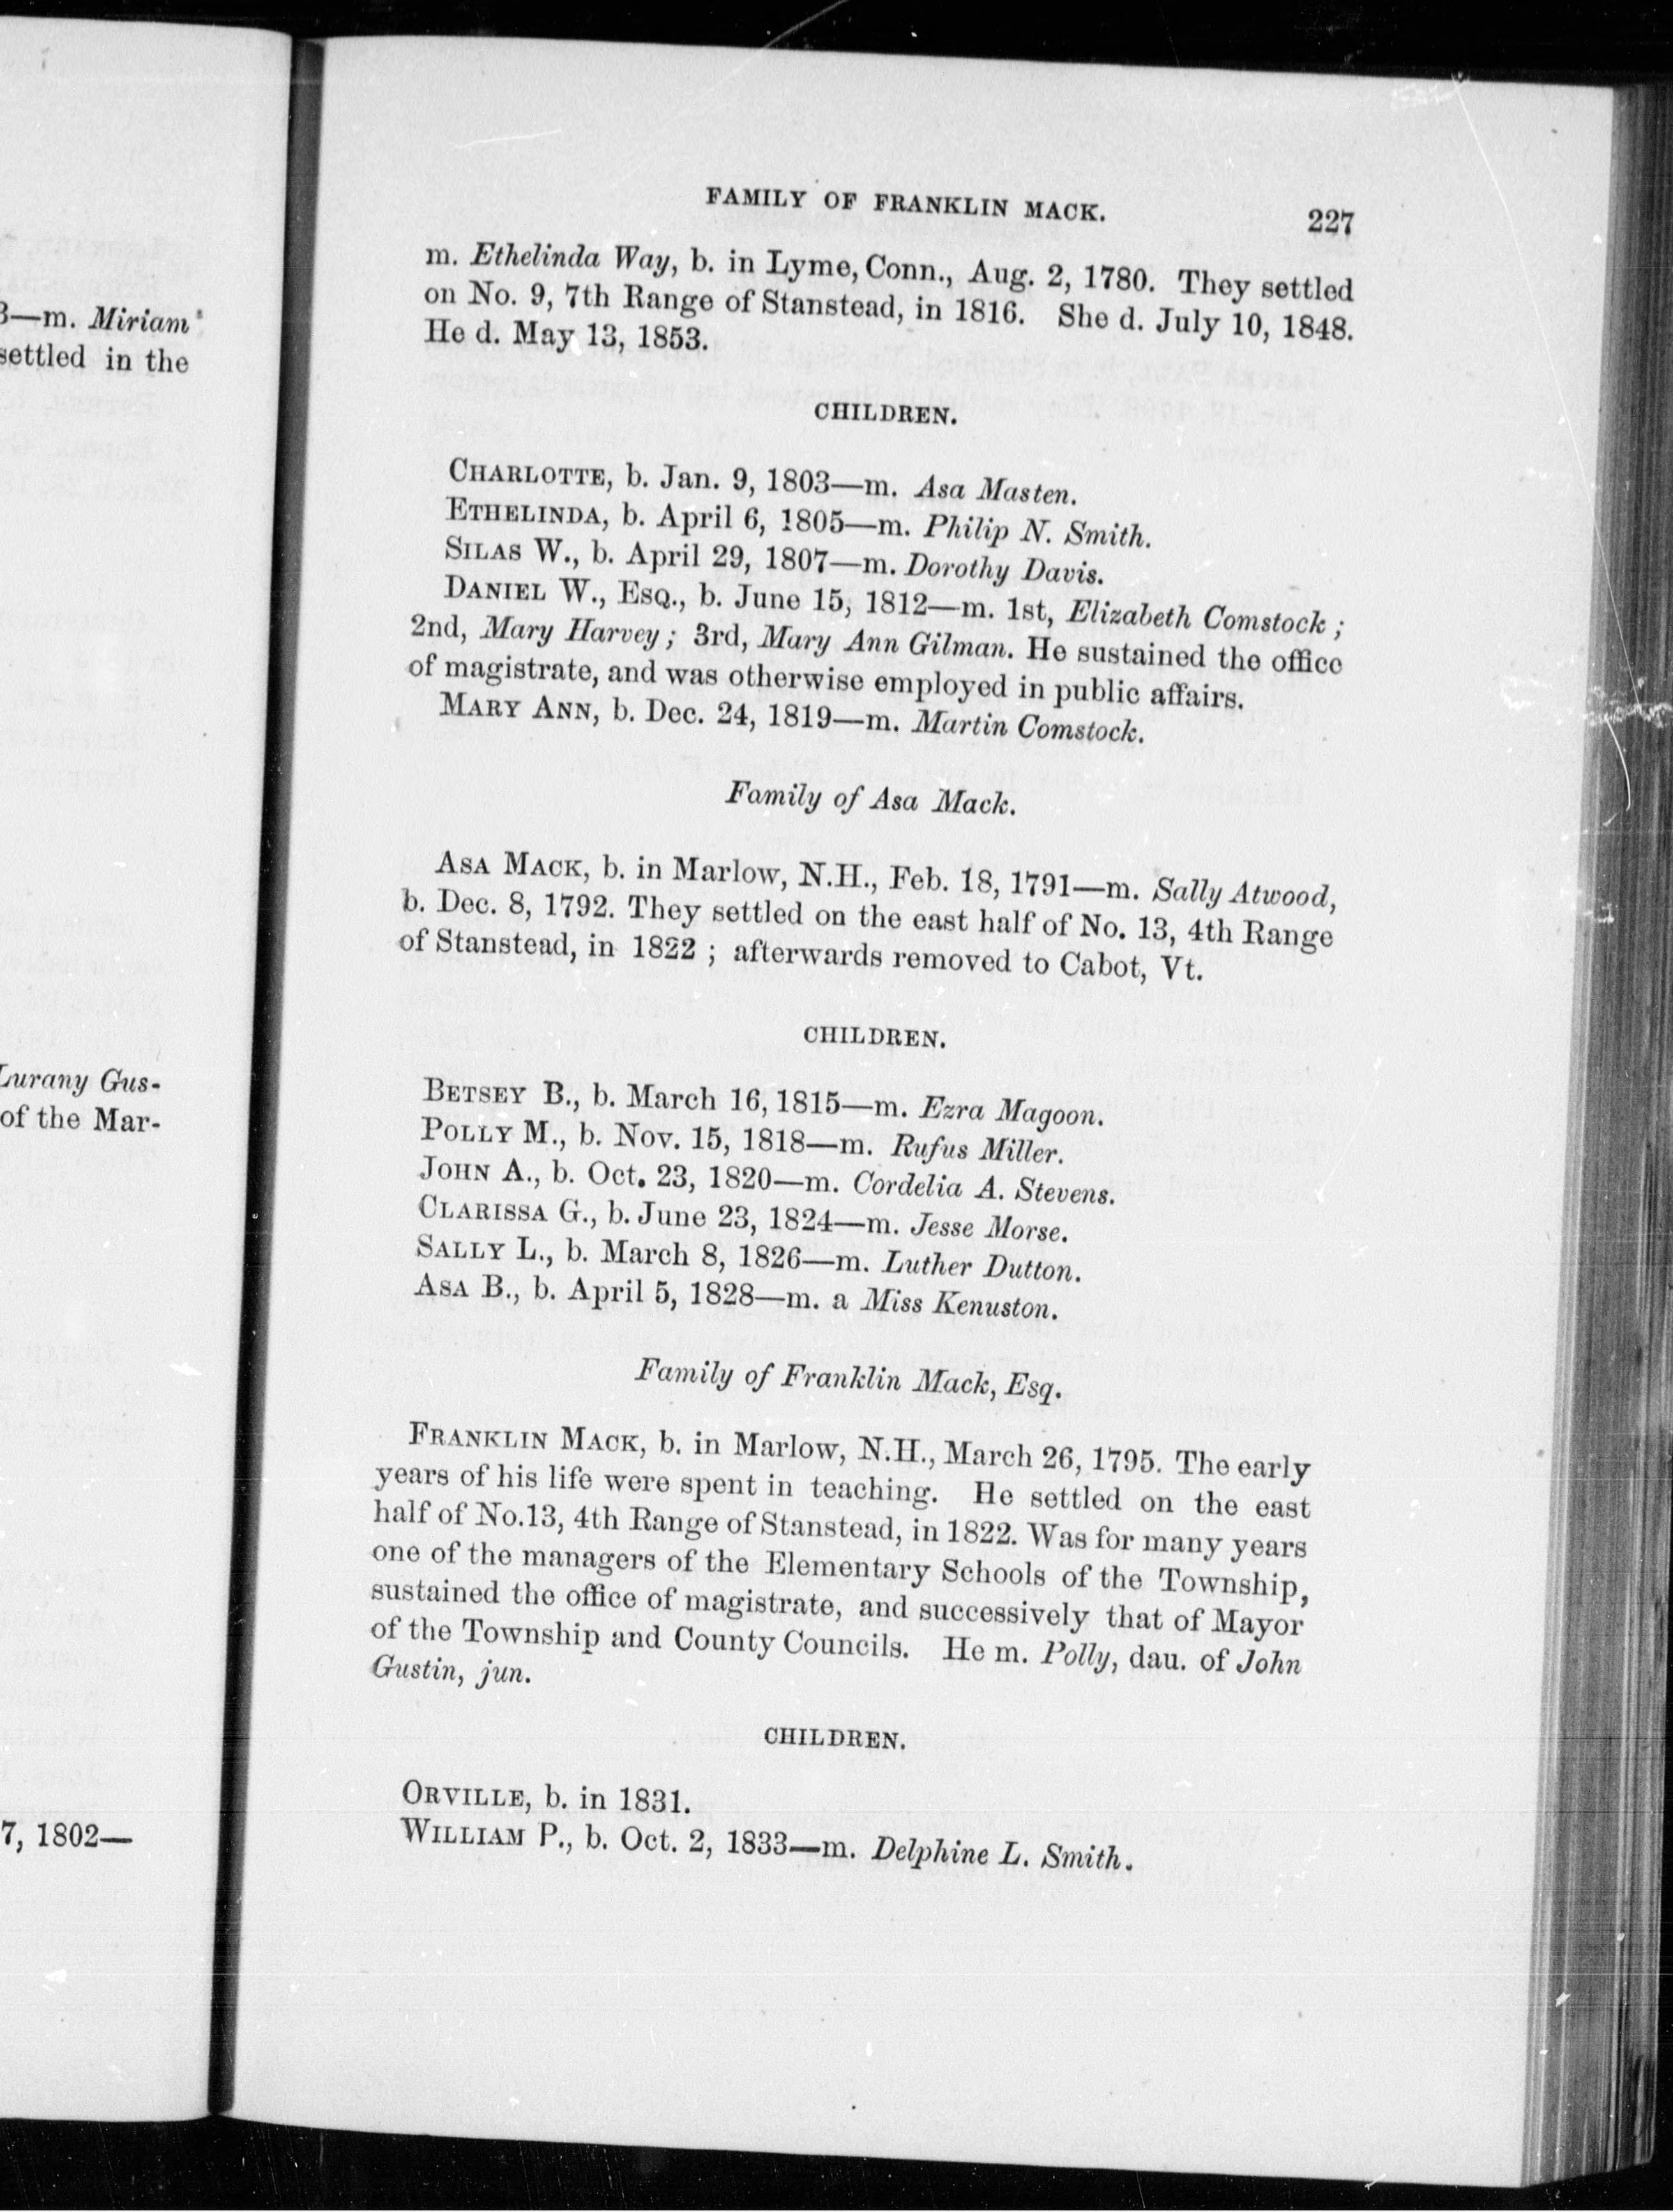 3—m. Miriam
settled in the
Lurany Gus-
of the Mar-
7, 1802—
FAMILY OF FRANKLIN MACK. 227
m. Ethelinda Way, b. in Lyme, Conn., Aug. 2, 1780. They settled
on No. 9, 7th Range of Stanstead, in 1816. She d. July 10, 1848.
He d. May 13, 1853.
CHILDREN.
CHARLOTTE, b. Jan. 9, 1803—m. Asa Masten.
ETHELINDA, b. April 6, 1805—m. Philip N. Smith.
SILAS W., b. April 29, 1807—m. Dorothy Davis.
DANIEL W., ESQ., b. June 15, 1812—m. 1st, Elizabeth Comstock ;
2nd, Mary Harvey ; 3rd, Mary Ann Gilman. He sustained the office
of magistrate, and was otherwise employed in public affairs.
MARY ANN, b. Dec. 24, 1819—m. Martin Comstock.
Family of Asa Mack.
ASA MACK, b. in Marlow, N.H., Feb. 18, 1791—m. Sally Atwood,
b. Dec. 8, 1792. They settled on the east half of No. 13, 4th Range
of Stanstead, in 1822 ; afterwards removed to Cabot, Vt.
CHILDREN.
BETSEY B., b. March 16, 1815—m. Ezra Magoon.
POLLY M., b. Nov. 15, 1818—m. Rufus Miller.
JOHN A., b. Oct. 23, 1820—m. Cordelia A. Stevens.
CLARISSA G., b. June 23, 1824—m. Jesse Morse.
SALLY L., b. March 8, 1826—m. Luther Dutton.
ASA B., b. April 5, 1828—m. a Miss Kenuston.
Family of Franklin Mack, Esq.
FRANKLIN MACK, b. in Marlow, N.H., March 26, 1795. The early
years of his life were spent in teaching. He settled on the east
half of No.13, 4th Range of Stanstead, in 1822. Was for many years
one of the managers of the Elementary Schools of the Township,
sustained the office of magistrate, and successively that of Mayor
of the Township and County Councils. He m. Polly, dau. of John
Gustin, jun.
CHILDREN.
ORVILLE, b. in 1831.
WILLIAM P., b. Oct. 2, 1833—m. Delphine L. Smith.